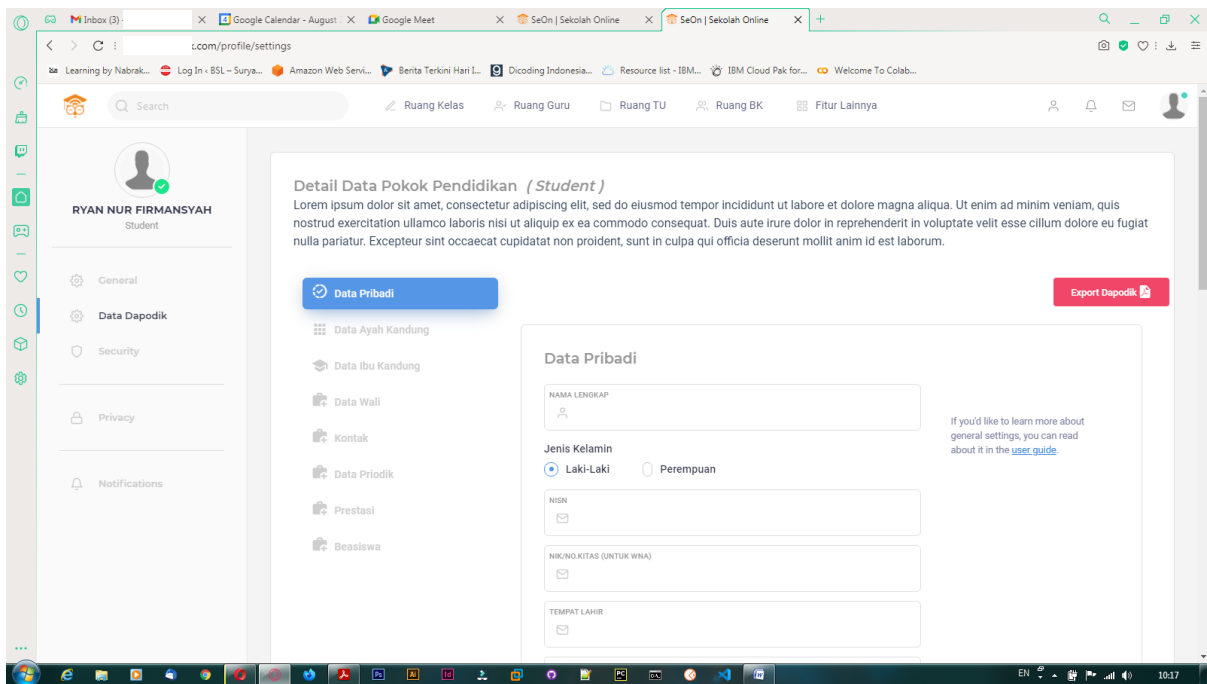 Inbox (3)
Google Calendar - August
Google Meet
SeOn | Sekolah Online
SeOn | Sekolah Online
.com/profile/settings
Learning by Nabrak...
Log In ‹ BSL – Surya...
Amazon Web Servi...
Berita Terkini Hari I...
Dicoding Indonesia...
Resource list - IBM...
IBM Cloud Pak for...
Welcome To Colab...
Search
Ruang Kelas
Ruang Guru
Ruang TU
Ruang BK
Fitur Lainnya
RYAN NUR FIRMANSYAH
Student
General
Data Dapodik
Security
Privacy
Notifications
Detail Data Pokok Pendidikan ( Student )
Lorem ipsum dolor sit amet, consectetur adipiscing elit, sed do eiusmod tempor incididunt ut labore et dolore magna aliqua. Ut enim ad minim veniam, quis
nostrud exercitation ullamco laboris nisi ut aliquip ex ea commodo consequat. Duis aute irure dolor in reprehenderit in voluptate velit esse cillum dolore eu fugiat
nulla pariatur. Excepteur sint occaecat cupidatat non proident, sunt in culpa qui officia deserunt mollit anim id est laborum.
Data Pribadi
Data Ayah Kandung
Data Ibu Kandung
Data Wali
Kontak
Data Priodik
Prestasi
Beasiswa
Export Dapodik
Data Pribadi
NAMA LENGKAP
Jenis Kelamin
Laki-Laki
Perempuan
NISN
NIK/NO.KITAS (UNTUK WNA)
TEMPAT LAHIR
If you'd like to learn more about
general settings, you can read
about it in the user guide.
EN
10:17